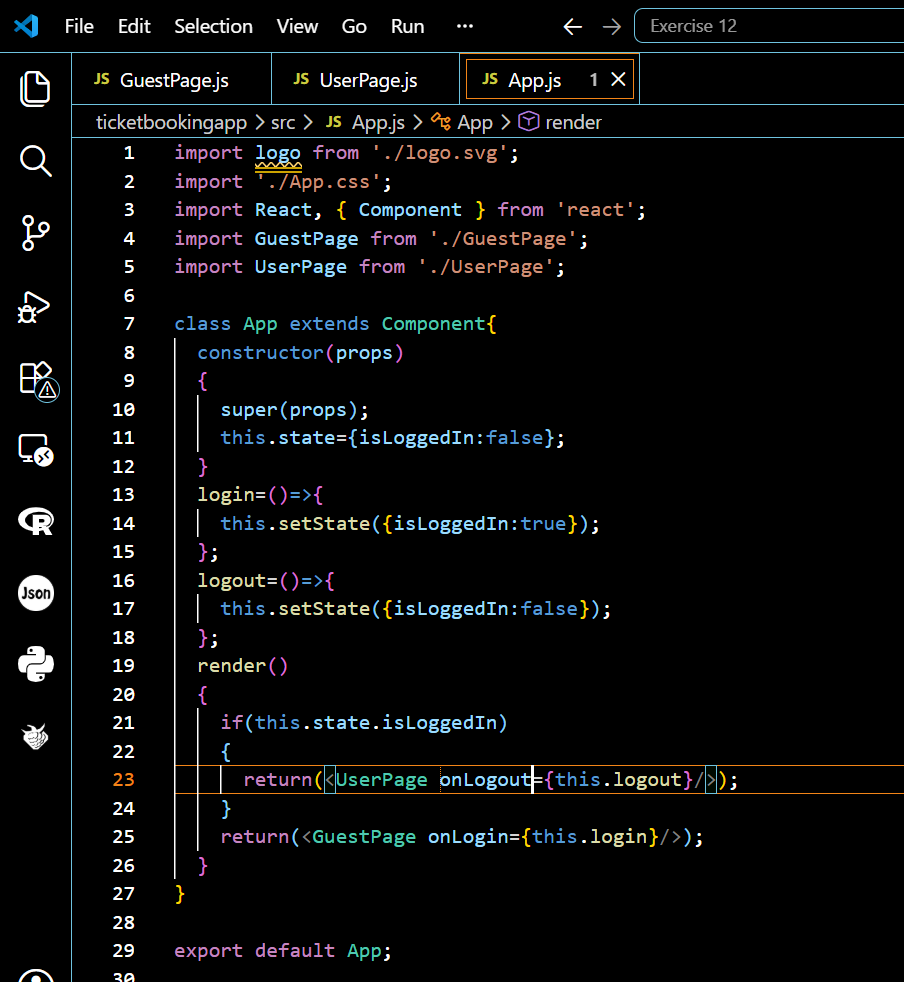 File Edit Selection View Go Run ··· ← → Exercise 12
JS GuestPage.js JS UserPage.js JS App.js 1 ×
ticketbookingapp > src > JS App.js > App > render
1 import logo from './logo.svg';
2 import './App.css';
3 import React, { Component } from 'react';
4 import GuestPage from './GuestPage';
5 import UserPage from './UserPage';
6
7 class App extends Component{
8   constructor(props)
9   {
10     super(props);
11     this.state={isLoggedIn:false};
12   }
13   login=()=>{
14     this.setState({isLoggedIn:true});
15   };
16   logout=()=>{
17     this.setState({isLoggedIn:false});
18   };
19   render()
20   {
21     if(this.state.isLoggedIn)
22     {
23       return(<UserPage onLogout={this.logout}/>);
24     }
25     return(<GuestPage onLogin={this.login}/>);
26   }
27 }
28
29 export default App;
30
R
Json